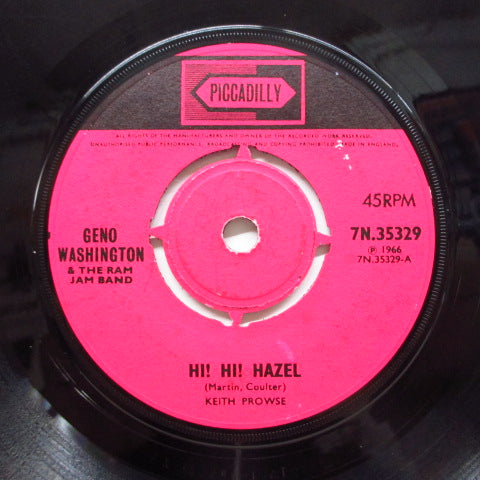 PICCADILLY
ALL RIGHTS OF THE MANUFACTURERS AND OWNER OF THE RECORDED WORK RESERVED.
UNAUTHORISED PUBLIC PERFORMANCE, BROADCASTING AND COPYING PROHIBITED. MADE IN ENGLAND.
45RPM
GENO
WASHINGTON
& THE RAM
JAM BAND
7N.35329
℗ 1966
7N.35329-A
HI! HI! HAZEL
(Martin, Coulter)
KEITH PROWSE